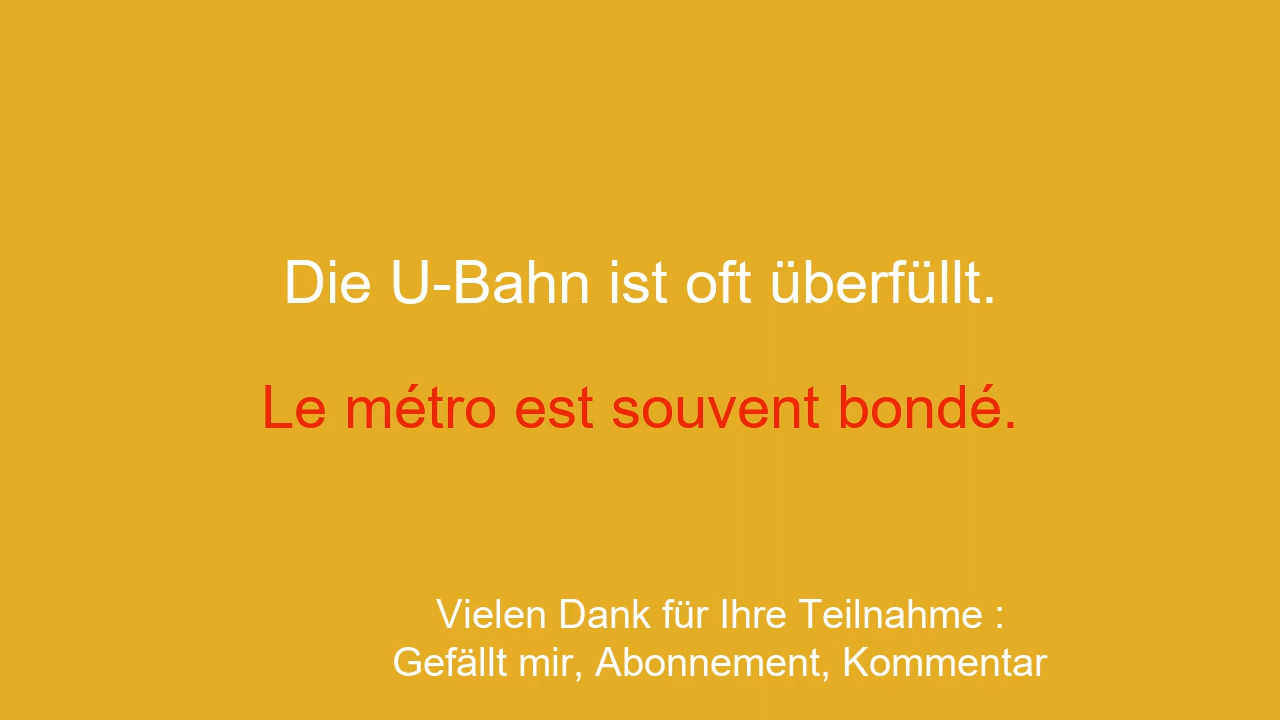 Die U-Bahn ist oft überfüllt.
Le métro est souvent bondé.
Vielen Dank für Ihre Teilnahme :
Gefällt mir, Abonnement, Kommentar